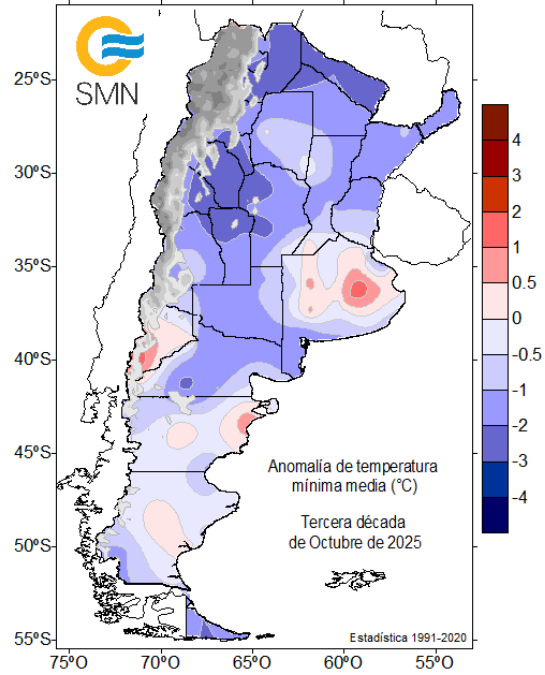 SMN
25ºS
30ºS
35ºS
40ºS
45ºS
50ºS
55ºS
75ºO
70ºO
65ºO
60ºO
55ºO
4
3
2
1
0.5
0
-0.5
-1
-2
-3
-4
Anomalía de temperatura
mínima media (°C)
Tercera década
de Octubre de 2025
Estadística 1991-2020